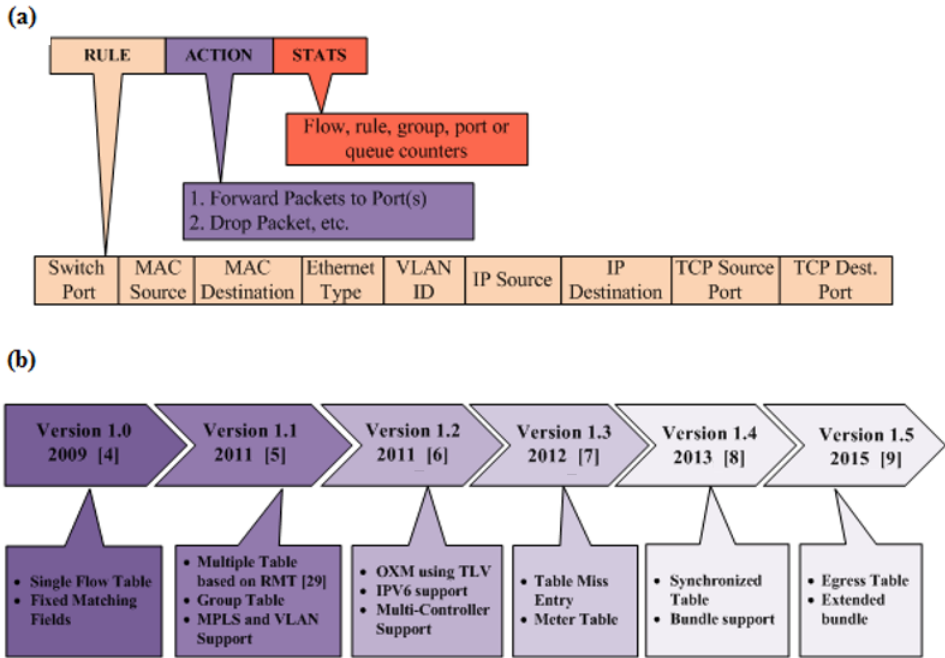 (a)
RULE ACTION STATS
Flow, rule, group, port or
queue counters
1. Forward Packets to Port(s)
2. Drop Packet, etc.
Switch Port MAC Source MAC Destination Ethernet Type VLAN ID IP Source IP Destination TCP Source Port TCP Dest. Port
(b)
Version 1.0
2009 [4]
Version 1.1
2011 [5]
Version 1.2
2011 [6]
Version 1.3
2012 [7]
Version 1.4
2013 [8]
Version 1.5
2015 [9]
• Single Flow Table
• Fixed Matching
Fields
• Multiple Table
based on RMT [29]
• Group Table
• MPLS and VLAN
Support
• OXM using TLV
• IPV6 support
• Multi-Controller
Support
• Table Miss
Entry
• Meter Table
• Synchronized
Table
• Bundle support
• Egress Table
• Extended
bundle